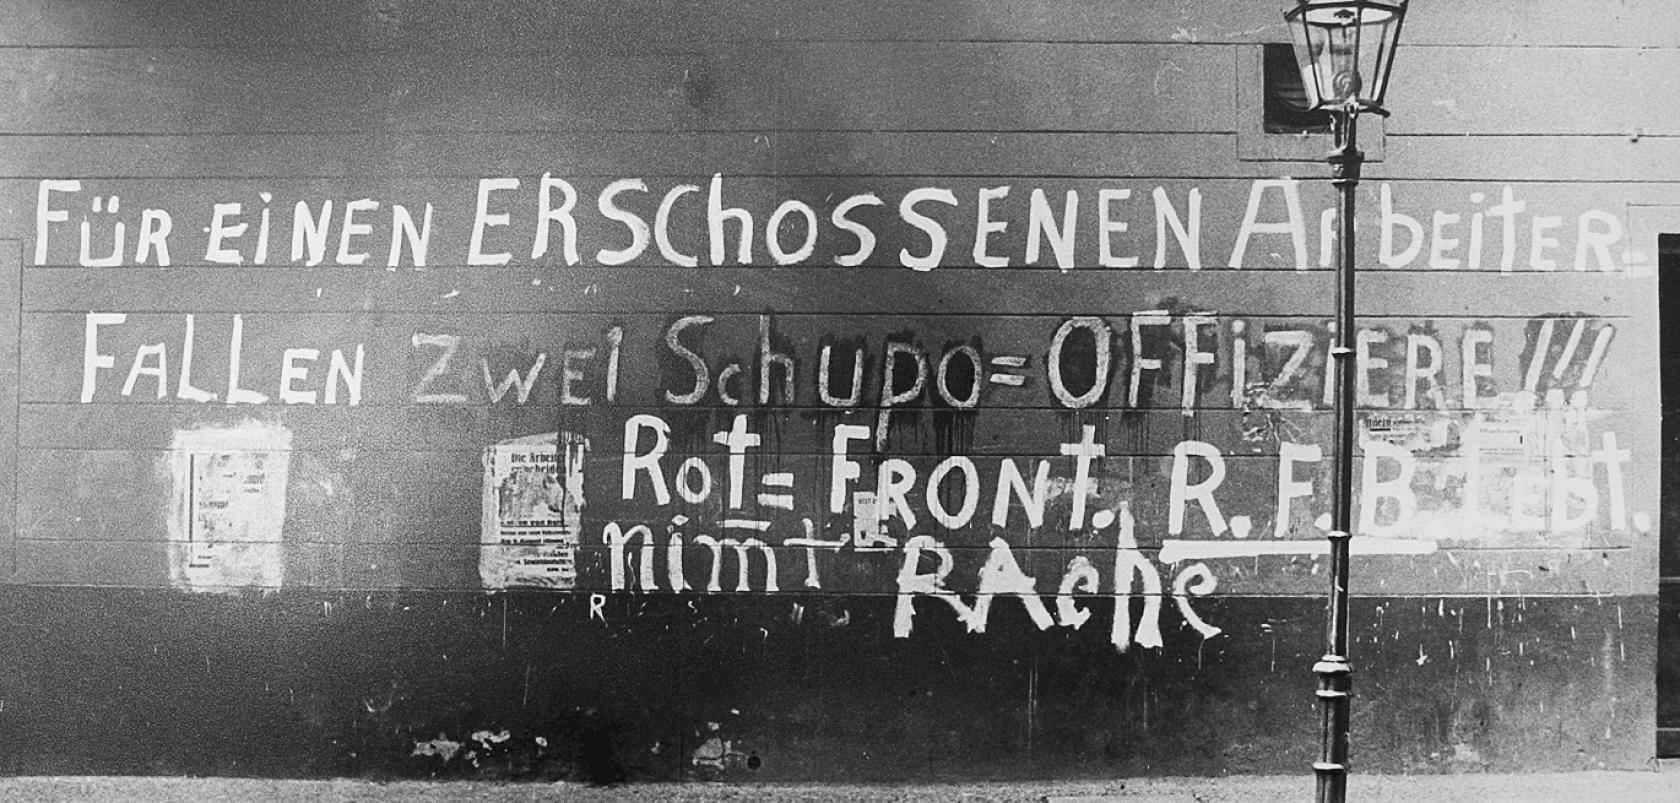 FÜR EiNEN ERSChoSSENEN ArbEitER=
FALLEN ZWEI Schupo=OFFiZiERE!!!
Rot=FRONT. R.F.B. LEbt.
nimt RAche
Die Arbeiter
entscheiden
R